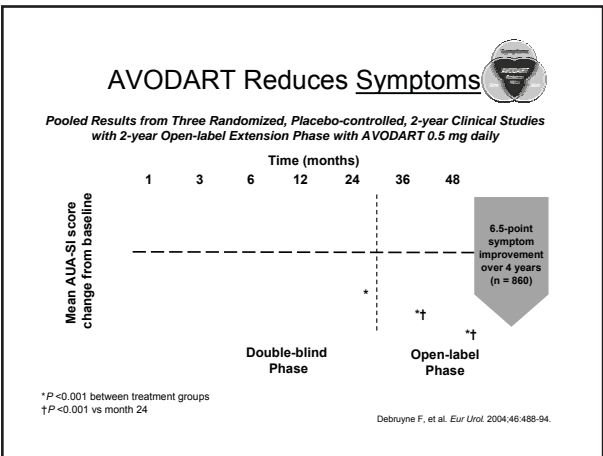 AVODART Reduces Symptoms
Symptoms
AVODART
Pooled Results from Three Randomized, Placebo-controlled, 2-year Clinical Studies
with 2-year Open-label Extension Phase with AVODART 0.5 mg daily
Time (months)
1 3 6 12 24 36 48
Mean AUA-SI score
change from baseline
6.5-point
symptom
improvement
over 4 years
(n = 860)
*
*†
*†
Double-blind
Phase
Open-label
Phase
*P <0.001 between treatment groups
†P <0.001 vs month 24
Debruyne F, et al. Eur Urol. 2004;46:488-94.